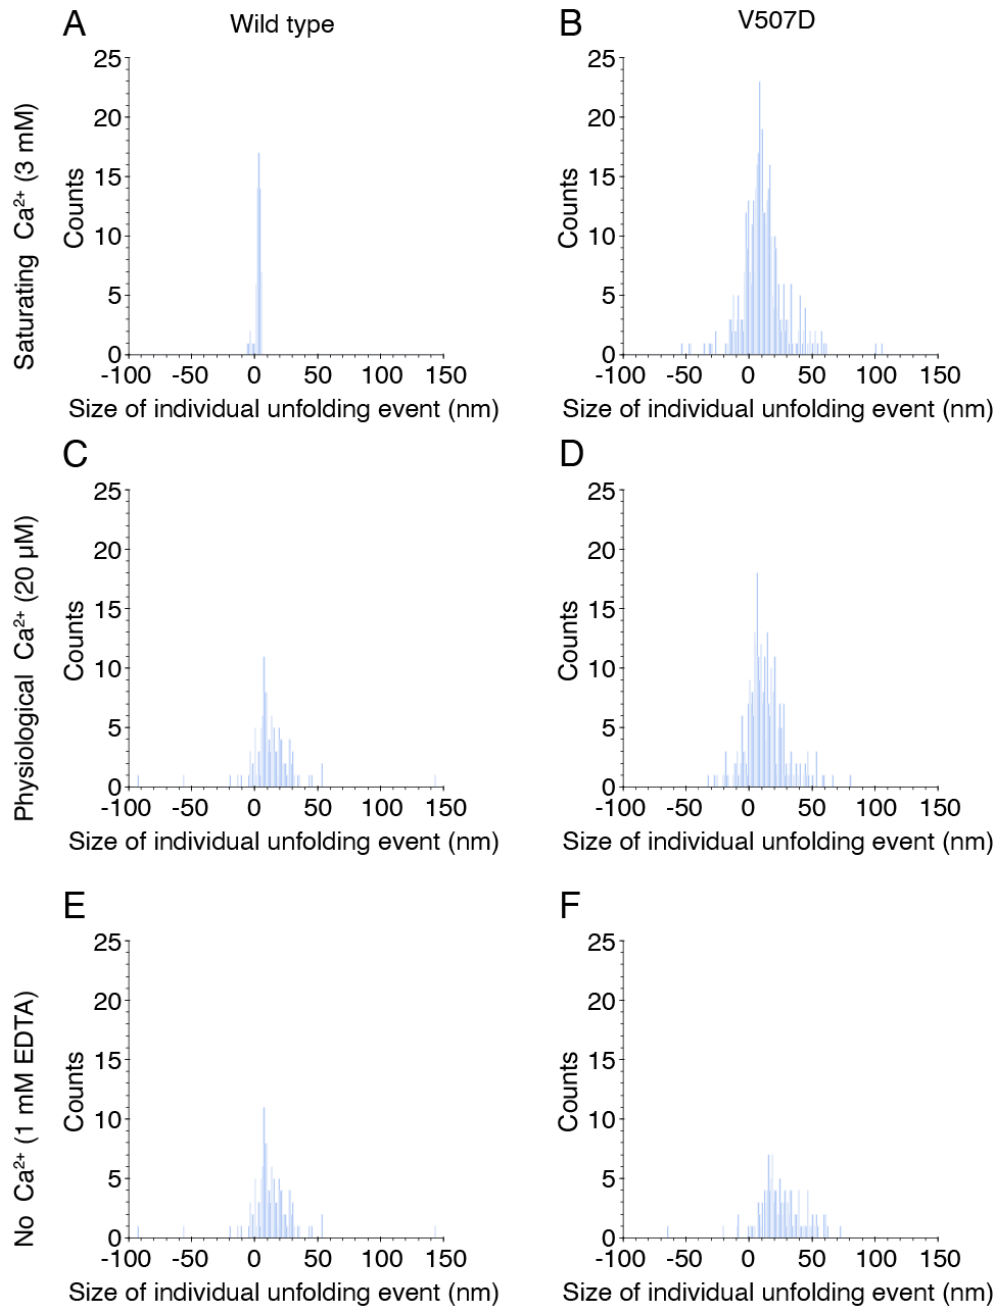 A
Wild type
B
V507D
Saturating Ca²⁺ (3 mM)
Counts
25
20
15
10
5
0
-100 -50 0 50 100 150
Size of individual unfolding event (nm)
Counts
25
20
15
10
5
0
-100 -50 0 50 100 150
Size of individual unfolding event (nm)
C
D
Physiological Ca²⁺ (20 µM)
Counts
25
20
15
10
5
0
-100 -50 0 50 100 150
Size of individual unfolding event (nm)
Counts
25
20
15
10
5
0
-100 -50 0 50 100 150
Size of individual unfolding event (nm)
E
F
No Ca²⁺ (1 mM EDTA)
Counts
25
20
15
10
5
0
-100 -50 0 50 100 150
Size of individual unfolding event (nm)
Counts
25
20
15
10
5
0
-100 -50 0 50 100 150
Size of individual unfolding event (nm)